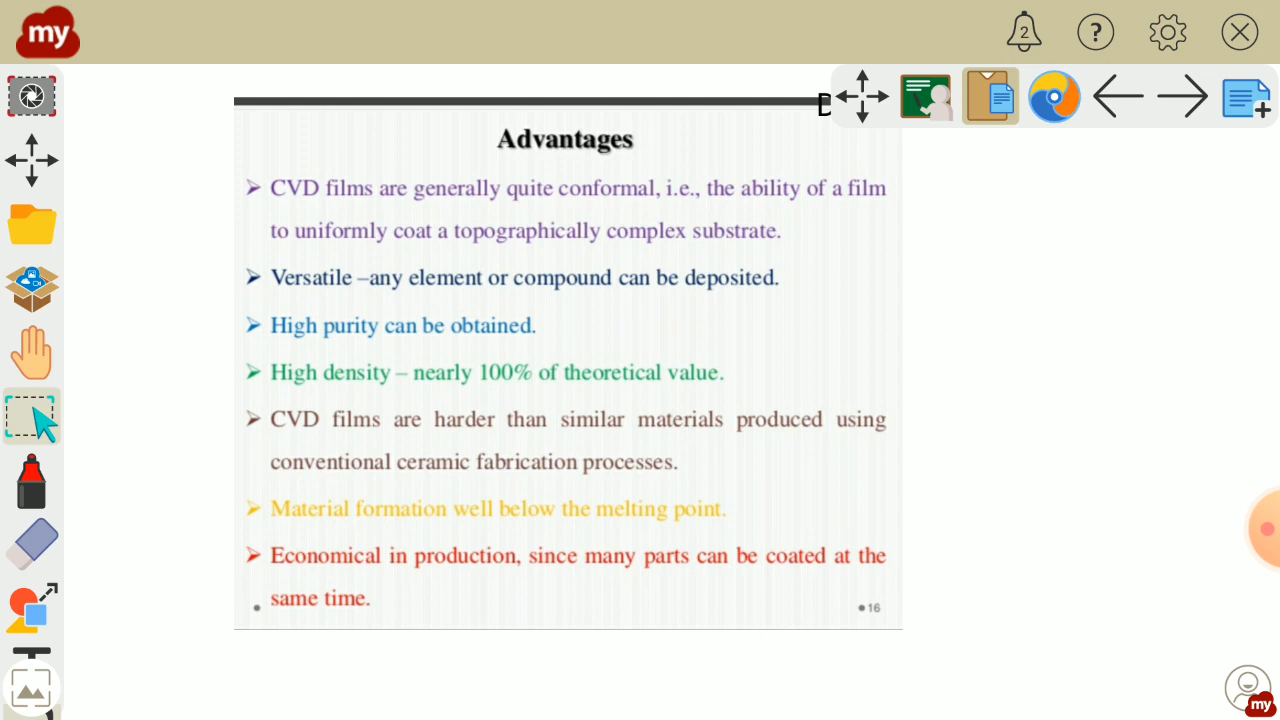 my
2
?
D
Advantages
➢ CVD films are generally quite conformal, i.e., the ability of a film
to uniformly coat a topographically complex substrate.
➢ Versatile –any element or compound can be deposited.
➢ High purity can be obtained.
➢ High density – nearly 100% of theoretical value.
➢ CVD films are harder than similar materials produced using
conventional ceramic fabrication processes.
➢ Material formation well below the melting point.
➢ Economical in production, since many parts can be coated at the
same time.
●
●16
my